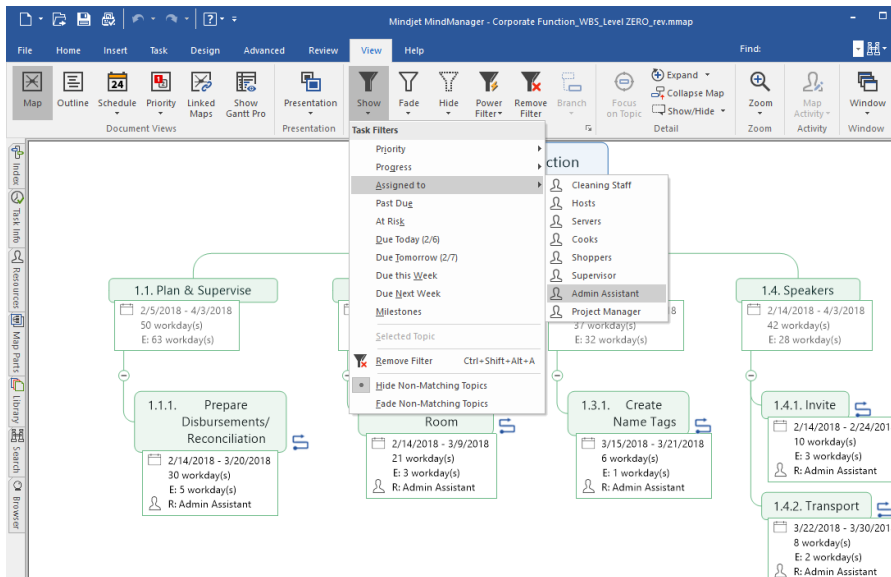 Mindjet MindManager - Corporate Function_WBS_Level ZERO_rev.mmap
File Home Insert Task Design Advanced Review View Help Find:
Map Outline Schedule Priority Linked Maps Show Gantt Pro Presentation Show Fade Hide Power Filter Remove Filter Branch Focus on Topic Expand Collapse Map Show/Hide Zoom Map Activity Window
24
Document Views Presentation Detail Zoom Activity Window
Task Filters
Priority
Progress
Assigned to
Past Due
At Risk
Due Today (2/6)
Due Tomorrow (2/7)
Due this Week
Due Next Week
Milestones
Selected Topic
Remove Filter Ctrl+Shift+Alt+A
Hide Non-Matching Topics
Fade Non-Matching Topics
Cleaning Staff
Hosts
Servers
Cooks
Shoppers
Supervisor
Admin Assistant
Project Manager
Index
Task Info
Resources
Map Parts
Library
Search
Browser
ction
1.1. Plan & Supervise
2/5/2018 - 4/3/2018
50 workday(s)
E: 63 workday(s)
1.1.1. Prepare
Disbursements/
Reconciliation
2/14/2018 - 3/20/2018
30 workday(s)
E: 5 workday(s)
R: Admin Assistant
Room
2/14/2018 - 3/9/2018
21 workday(s)
E: 3 workday(s)
R: Admin Assistant
37 workday(s)
E: 32 workday(s)
1.3.1. Create
Name Tags
3/15/2018 - 3/21/2018
6 workday(s)
E: 1 workday(s)
R: Admin Assistant
1.4. Speakers
2/14/2018 - 4/3/2018
42 workday(s)
E: 28 workday(s)
1.4.1. Invite
2/14/2018 - 2/24/201
10 workday(s)
E: 3 workday(s)
R: Admin Assistant
1.4.2. Transport
3/22/2018 - 3/30/201
8 workday(s)
E: 2 workday(s)
R: Admin Assistant